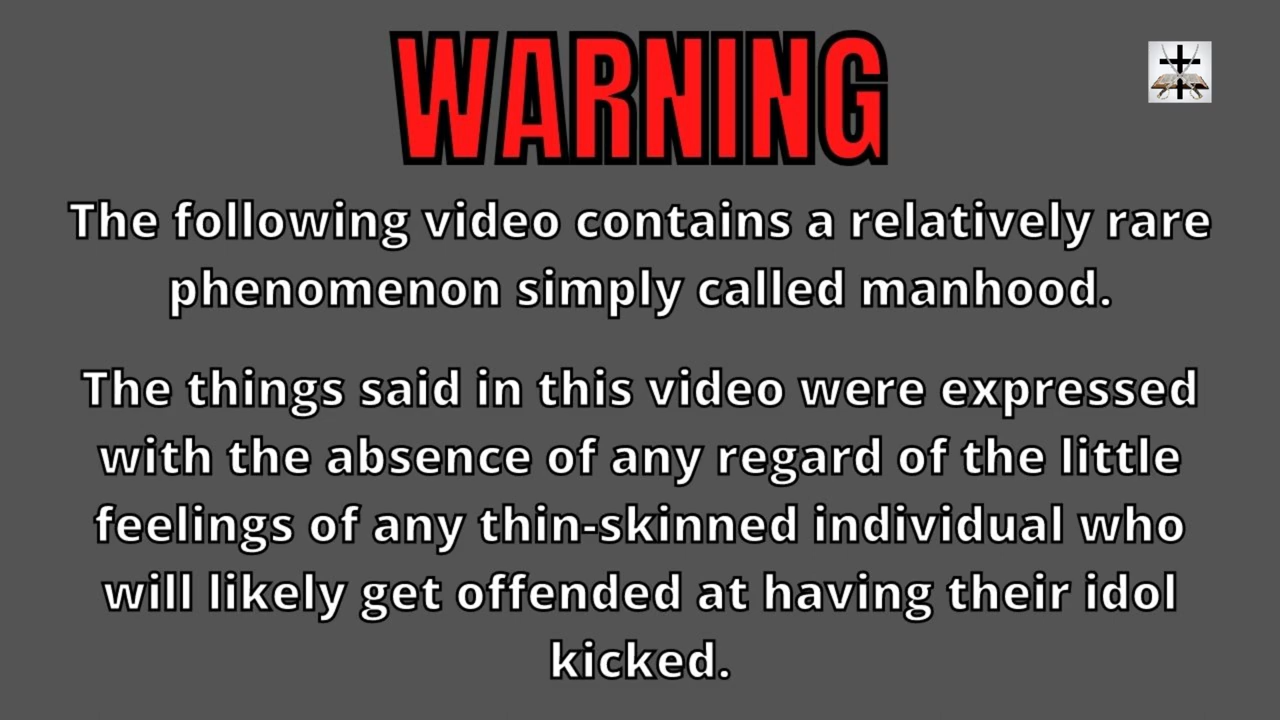 WARNING
The following video contains a relatively rare
phenomenon simply called manhood.
The things said in this video were expressed
with the absence of any regard of the little
feelings of any thin-skinned individual who
will likely get offended at having their idol
kicked.